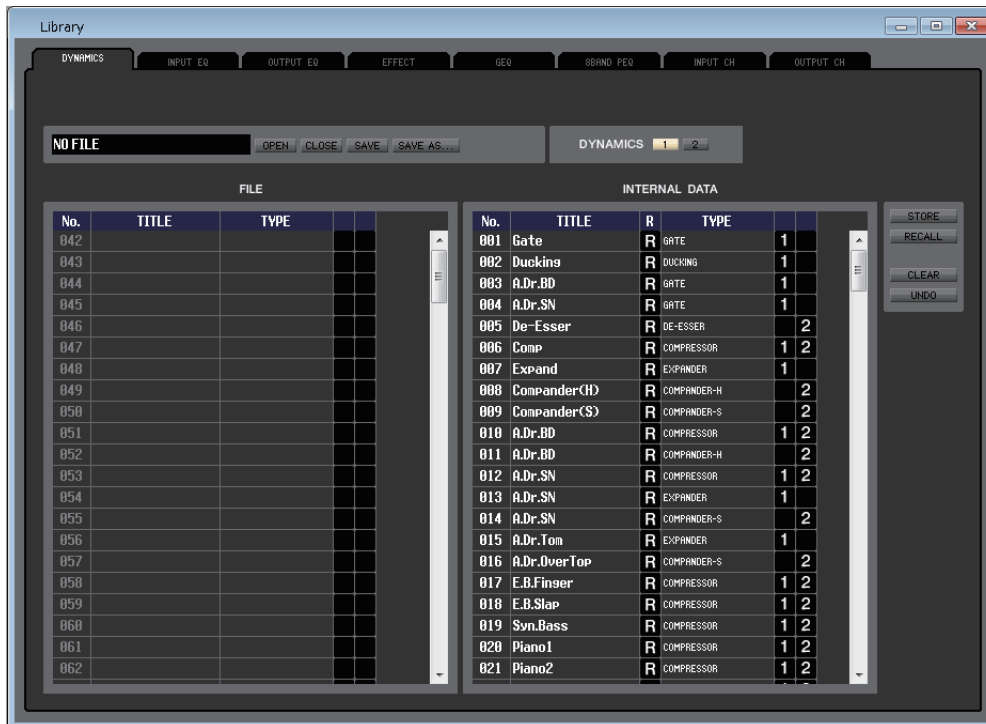 Library
DYNAMICS INPUT EQ OUTPUT EQ EFFECT GEQ 8BAND PEQ INPUT CH OUTPUT CH
NO FILE OPEN CLOSE SAVE SAVE AS... DYNAMICS 1 2
FILE INTERNAL DATA
No. TITLE TYPE No. TITLE R TYPE STORE
042 001 Gate R GATE 1 RECALL
043 002 Ducking R DUCKING 1
044 003 A.Dr.BD R GATE 1 CLEAR
045 004 A.Dr.SN R GATE 1 UNDO
046 005 De-Esser R DE-ESSER 2
047 006 Comp R COMPRESSOR 1 2
048 007 Expand R EXPANDER 1
049 008 Compander(H) R COMPANDER-H 2
050 009 Compander(S) R COMPANDER-S 2
051 010 A.Dr.BD R COMPRESSOR 1 2
052 011 A.Dr.BD R COMPANDER-H 2
053 012 A.Dr.SN R COMPRESSOR 1 2
054 013 A.Dr.SN R EXPANDER 1
055 014 A.Dr.SN R COMPANDER-S 2
056 015 A.Dr.Tom R EXPANDER 1
057 016 A.Dr.OverTop R COMPANDER-S 2
058 017 E.B.Finger R COMPRESSOR 1 2
059 018 E.B.Slap R COMPRESSOR 1 2
060 019 Syn.Bass R COMPRESSOR 1 2
061 020 Piano1 R COMPRESSOR 1 2
062 021 Piano2 R COMPRESSOR 1 2